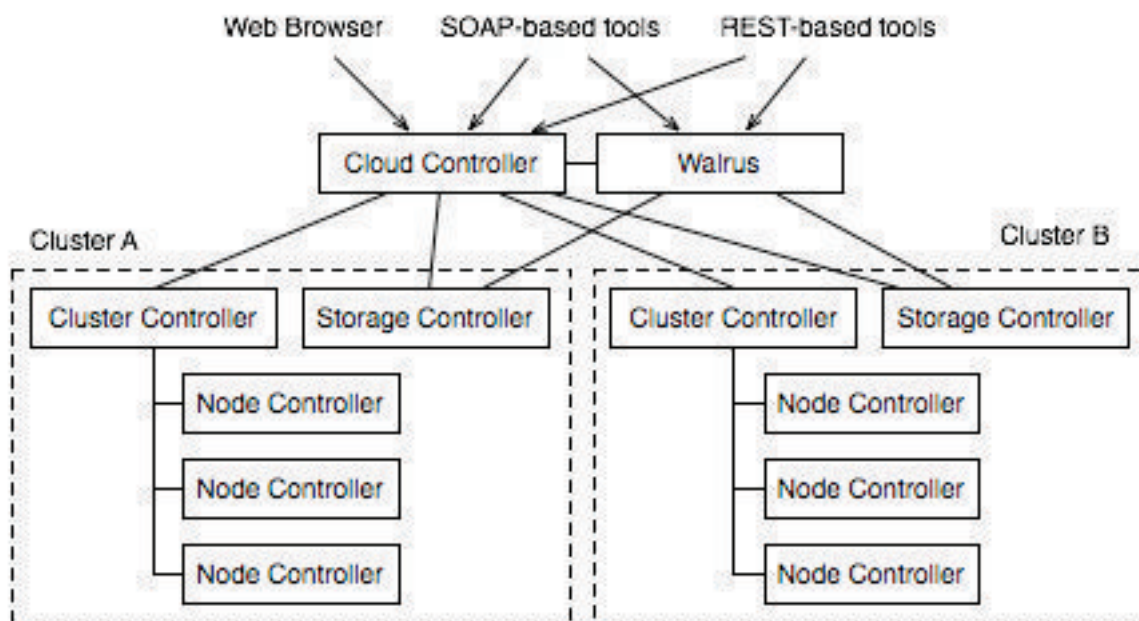 Web Browser SOAP-based tools REST-based tools
Cloud Controller Walrus
Cluster A Cluster B
Cluster Controller Storage Controller Cluster Controller Storage Controller
Node Controller Node Controller
Node Controller Node Controller
Node Controller Node Controller